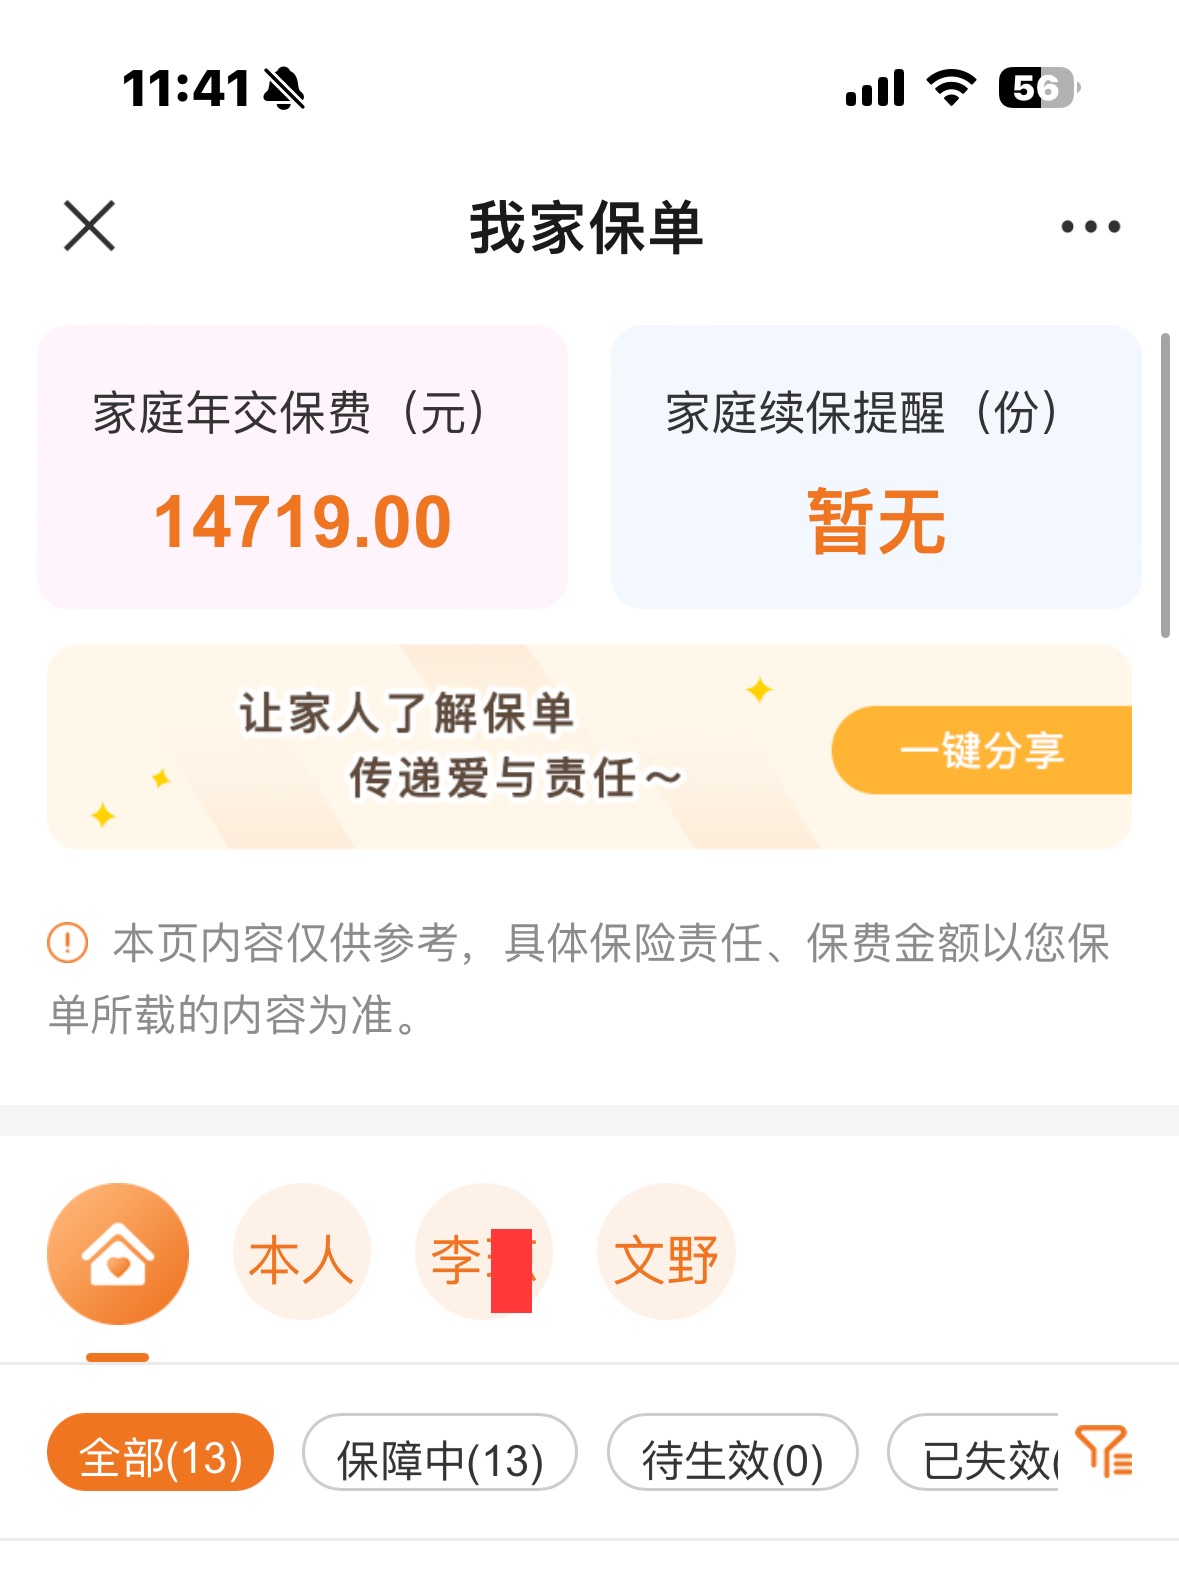 11:41
56
我家保单
家庭年交保费（元）
14719.00
家庭续保提醒（份）
暂无
让家人了解保单
传递爱与责任～
一键分享
本页内容仅供参考，具体保险责任、保费金额以您保
单所载的内容为准。
本人
李
文野
全部(13)
保障中(13)
待生效(0)
已失效(